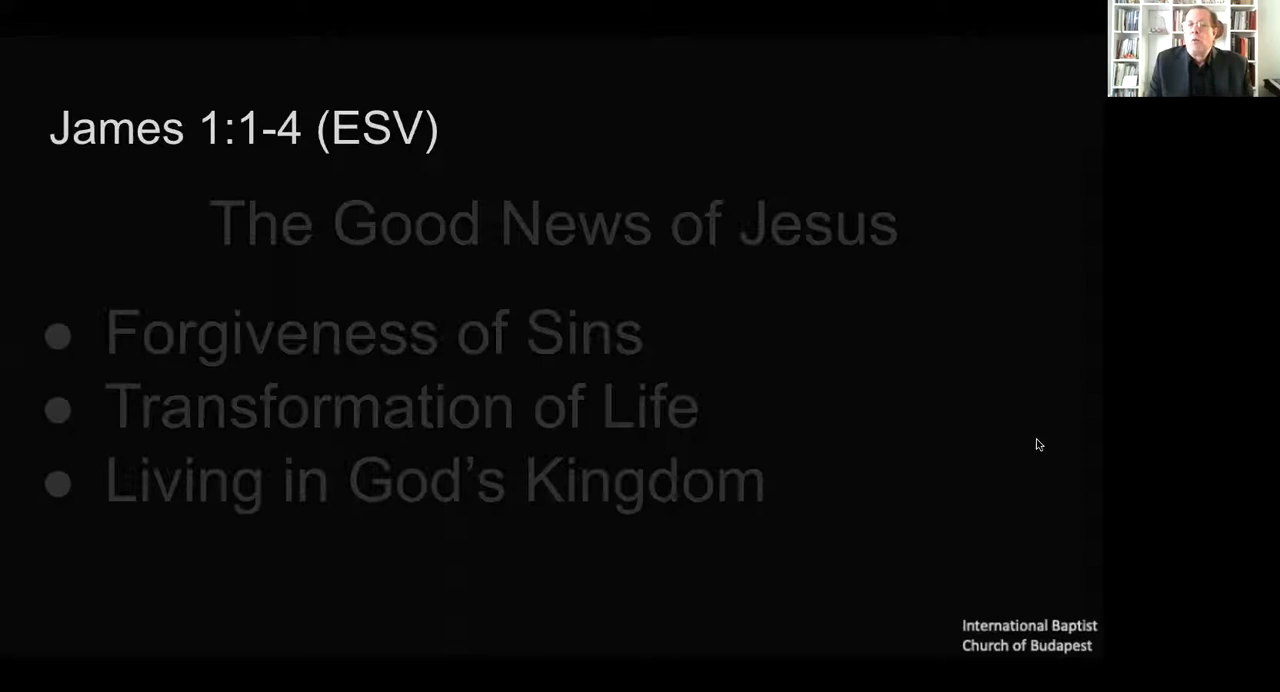 James 1:1-4 (ESV)
The Good News of Jesus
● Forgiveness of Sins
● Transformation of Life
● Living in God’s Kingdom
International Baptist
Church of Budapest